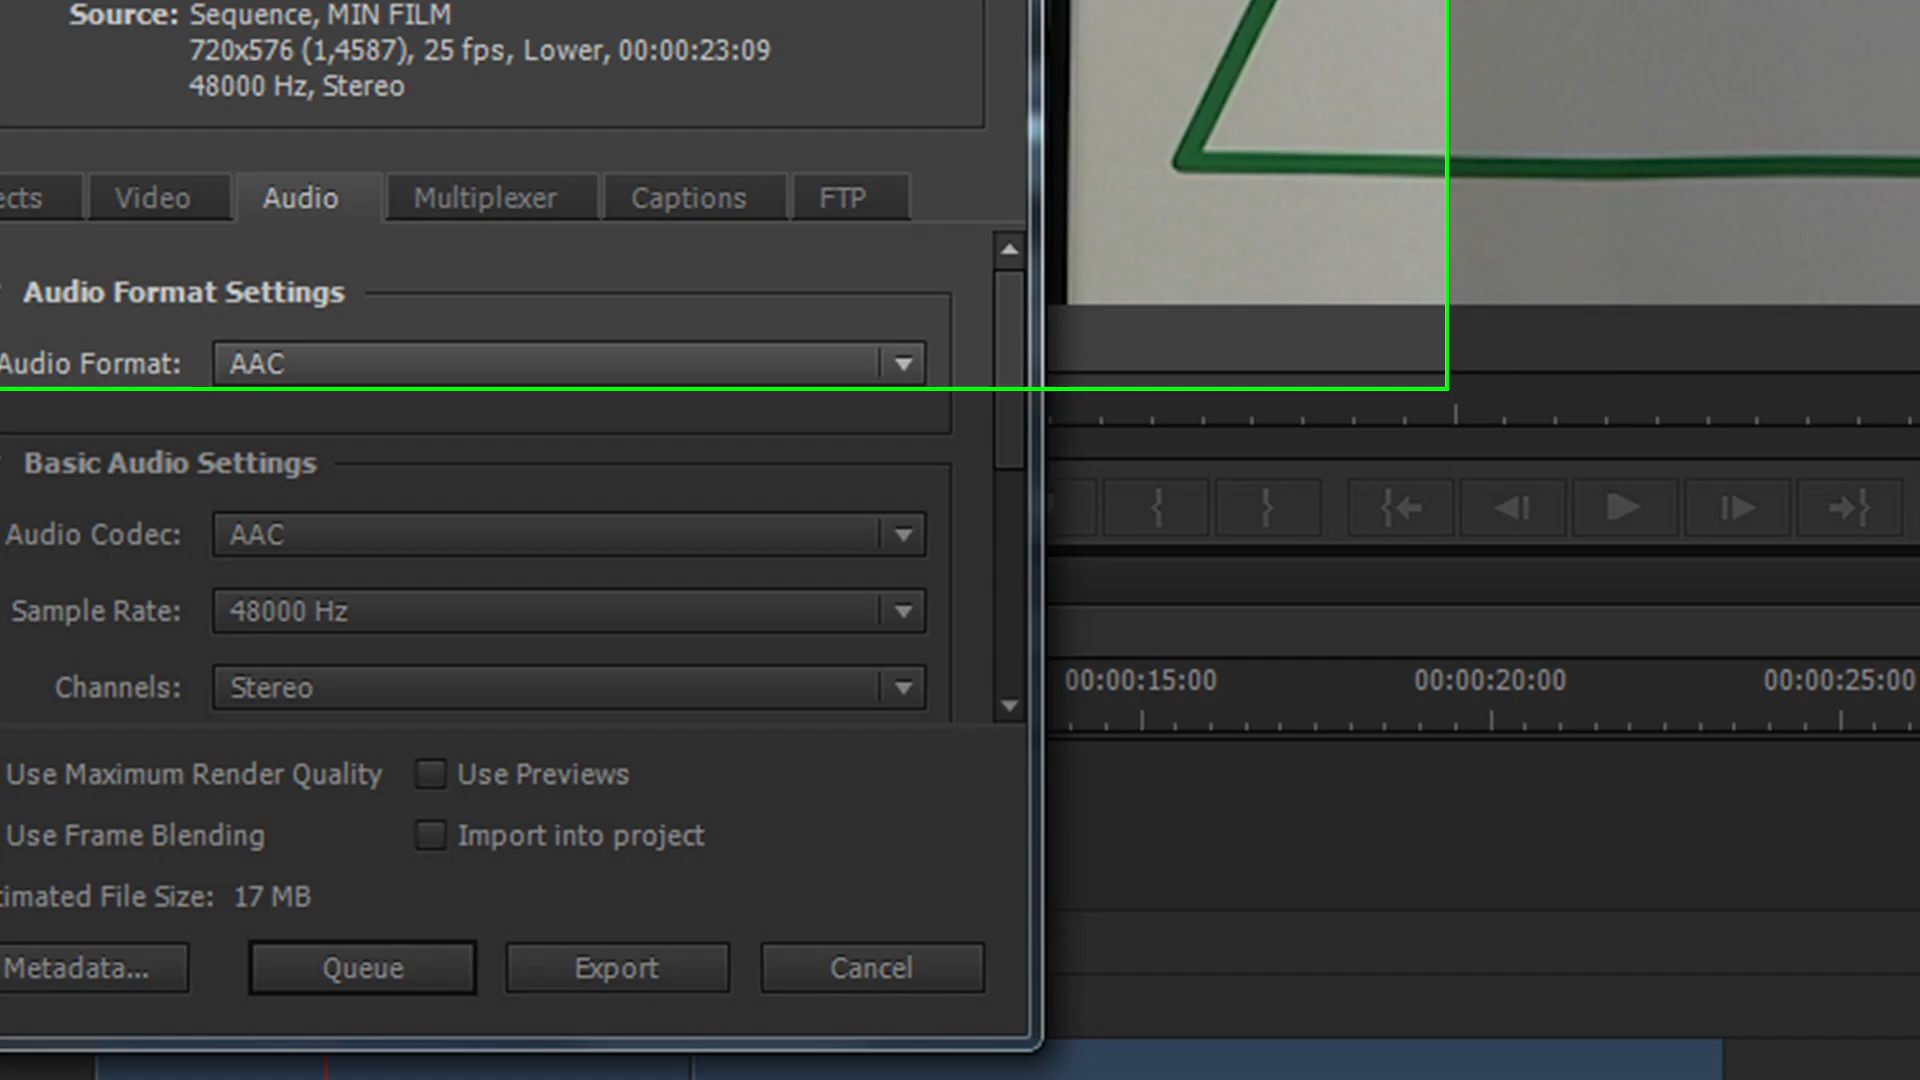 Source: Sequence, MIN FILM
720x576 (1,4587), 25 fps, Lower, 00:00:23:09
48000 Hz, Stereo
ects Video Audio Multiplexer Captions FTP
Audio Format Settings
Audio Format: AAC
Basic Audio Settings
Audio Codec: AAC
Sample Rate: 48000 Hz
Channels: Stereo
00:00:15:00 00:00:20:00 00:00:25:00
Use Maximum Render Quality Use Previews
Use Frame Blending Import into project
timated File Size: 17 MB
Metadata... Queue Export Cancel